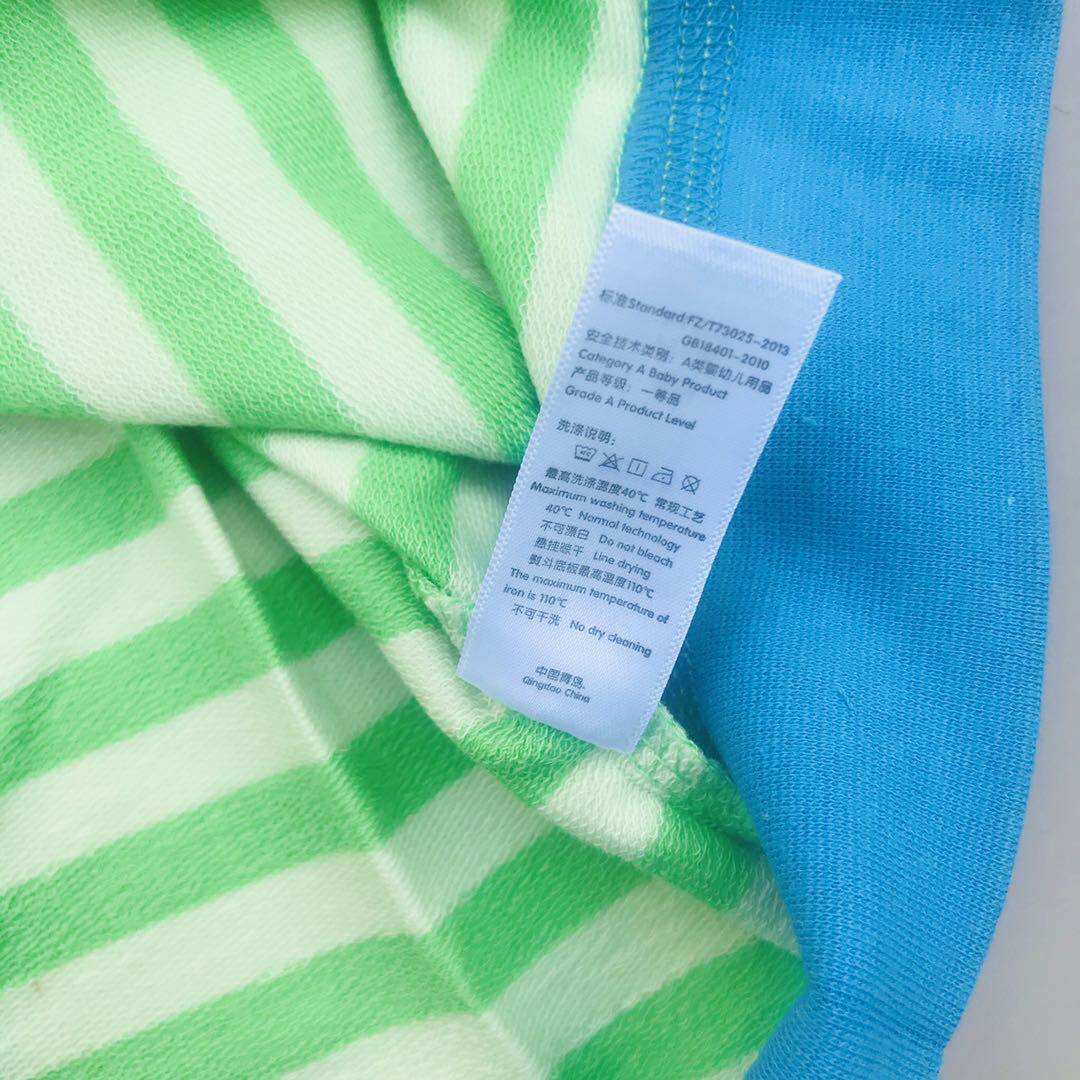 标准Standard:FZ/T73025-2013
GB18401-2010
安全技术类别：A类婴幼儿用品
Category A Baby Product
产品等级：一等品
Grade A Product Level
洗涤说明：
最高洗涤温度40℃ 常规工艺
Maximum washing temperature
40℃ Normal technology
不可漂白 Do not bleach
悬挂晾干 Line drying
熨斗底板最高温度110℃
The maximum temperature of
iron is 110℃
不可干洗 No dry cleaning
中国青岛
Qingdao China